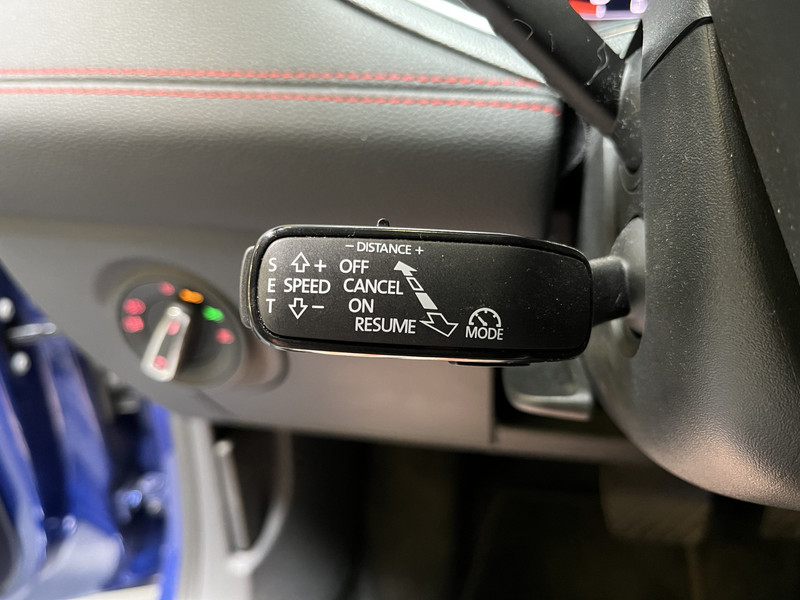 − DISTANCE +
S + OFF
E SPEED CANCEL
T − ON
RESUME
MODE